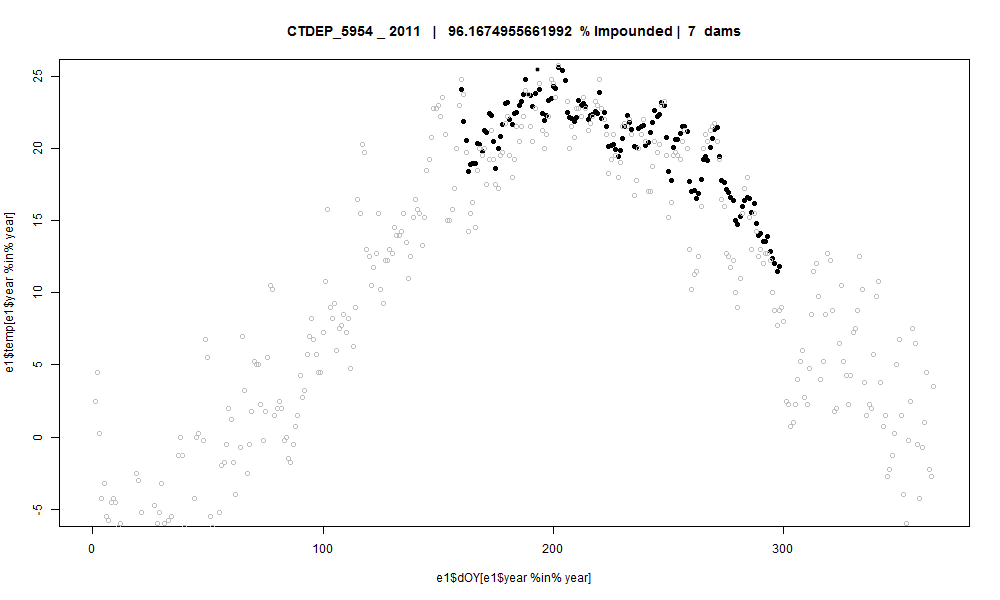 CTDEP_5954 _ 2011 | 96.1674955661992 % Impounded | 7 dams
e1$temp[e1$year %in% year]
25
20
15
10
5
0
-5
0 100 200 300
e1$dOY[e1$year %in% year]